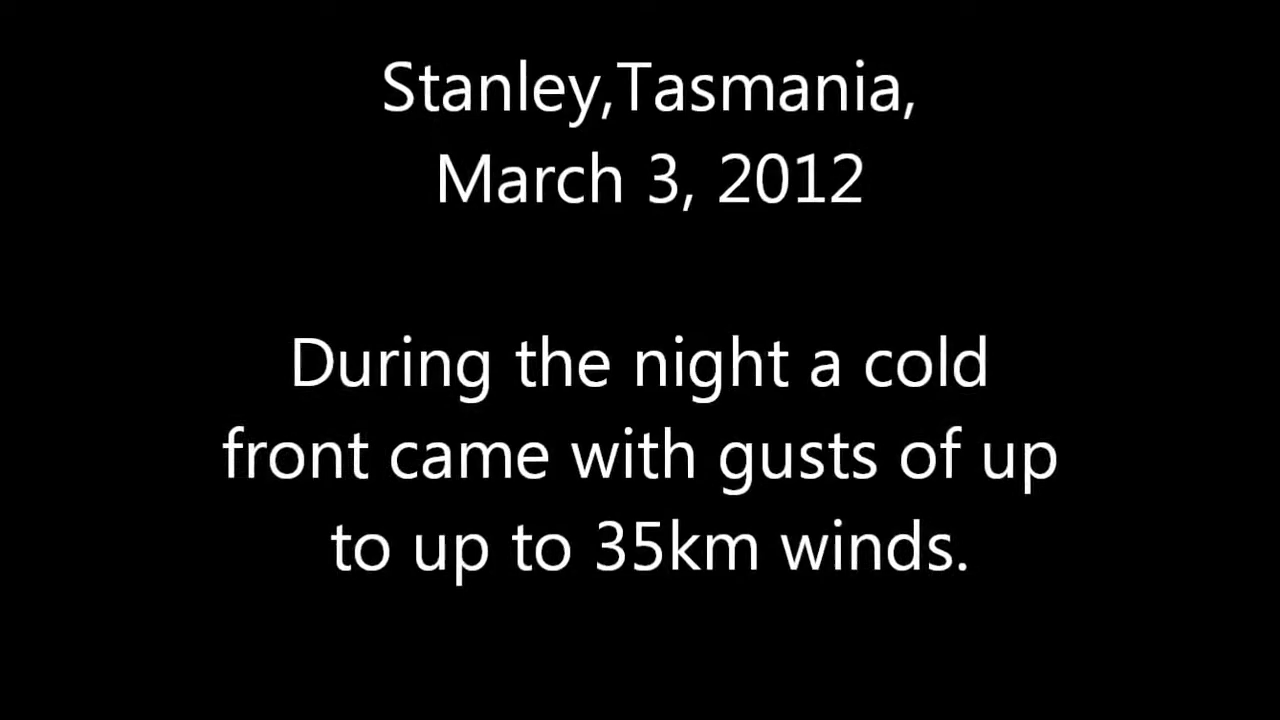 Stanley,Tasmania,
March 3, 2012
During the night a cold
front came with gusts of up
to up to 35km winds.